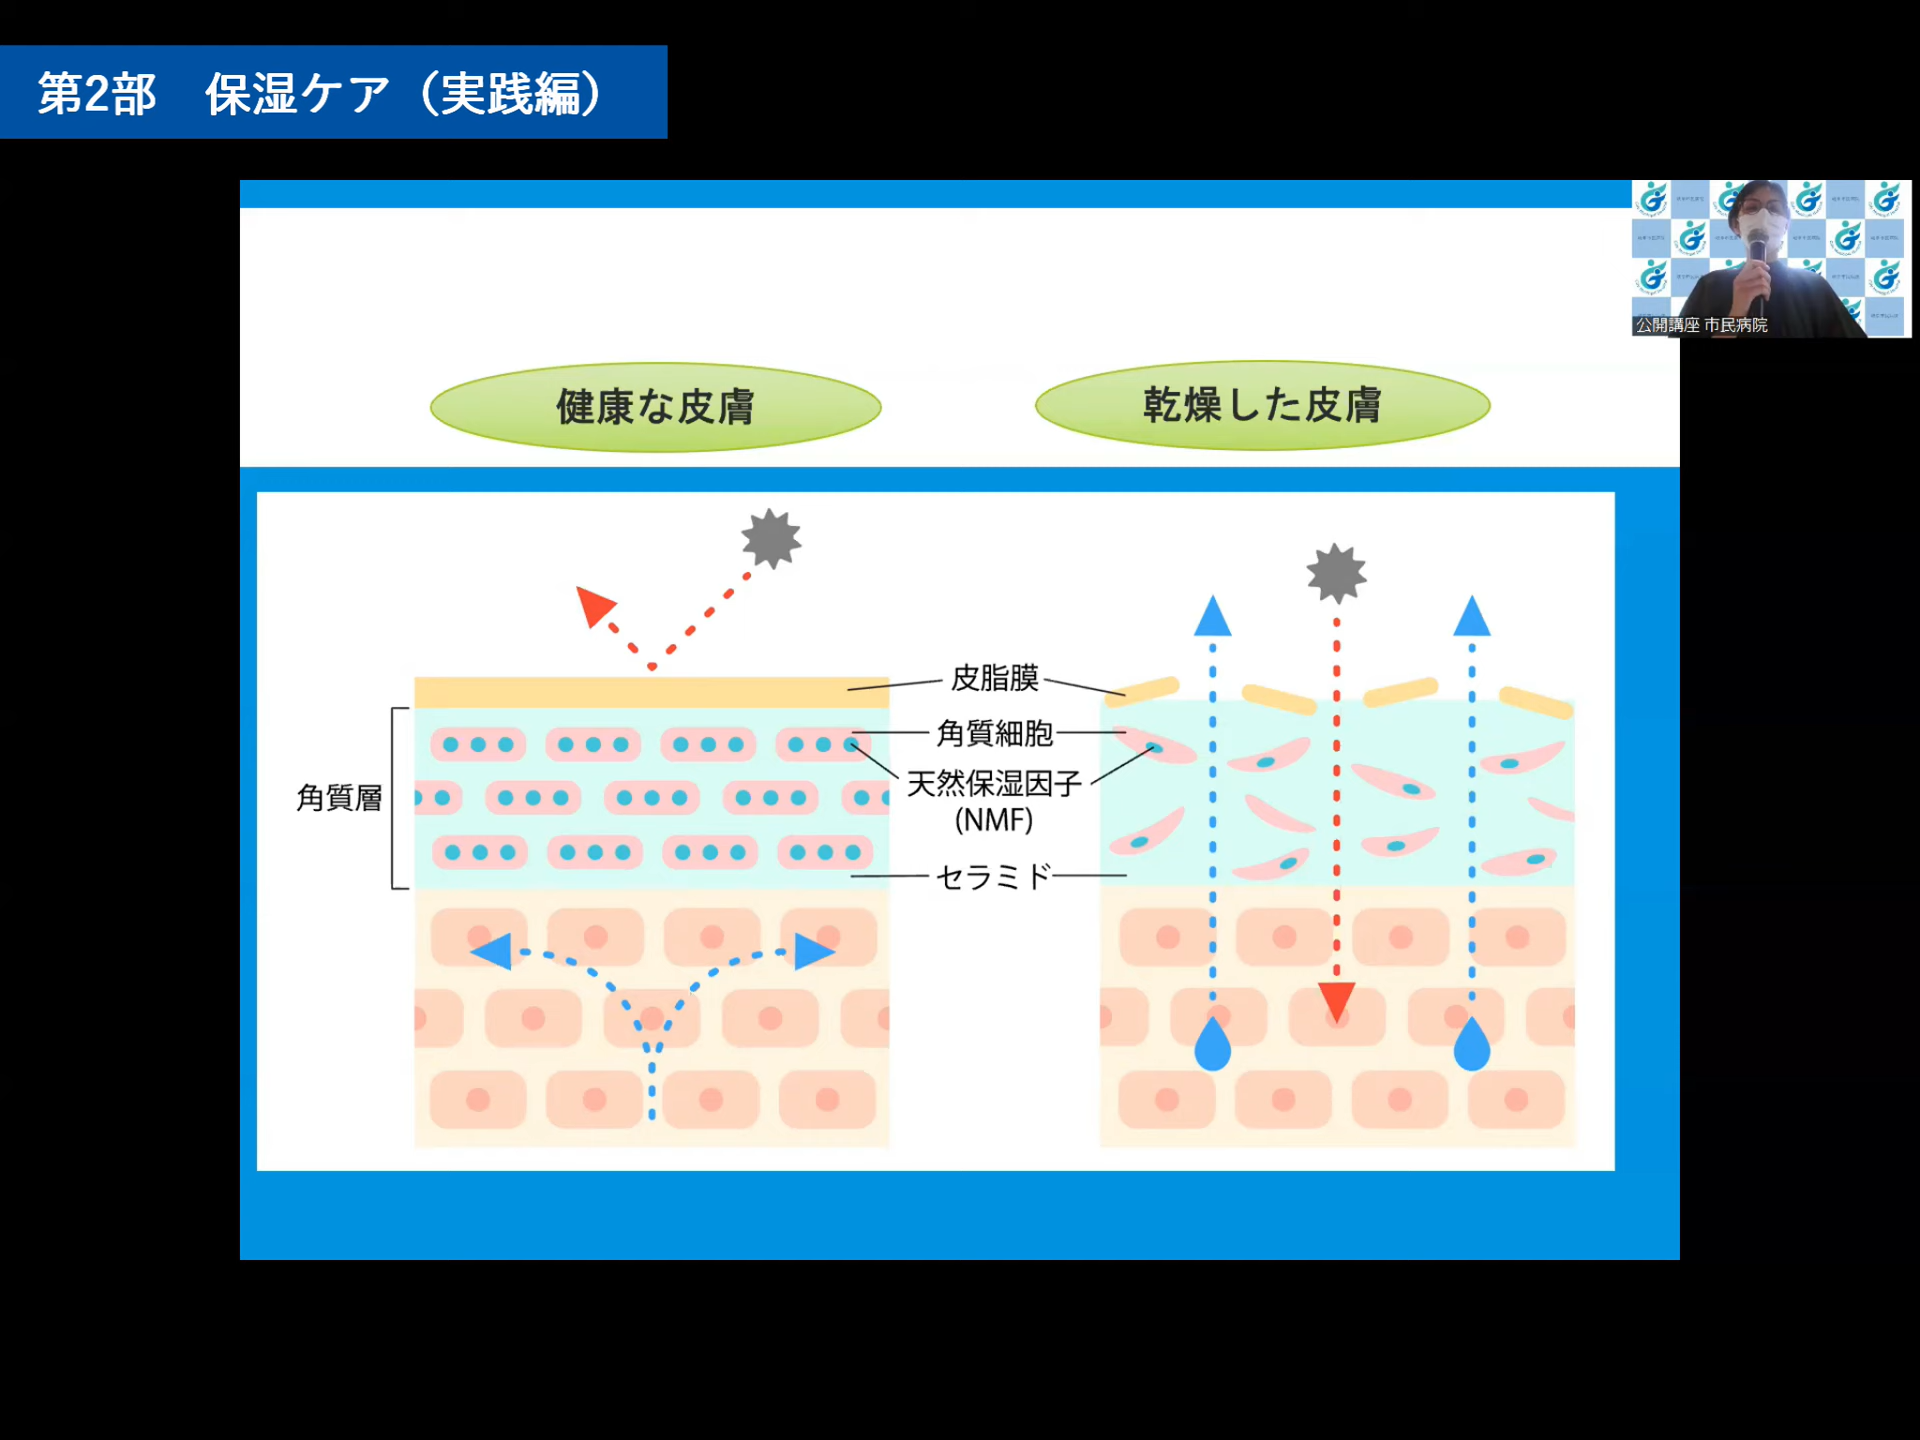 第2部　保湿ケア（実践編）
公開講座 市民病院
健康な皮膚
乾燥した皮膚
皮脂膜
角質細胞
天然保湿因子
(NMF)
セラミド
角質層